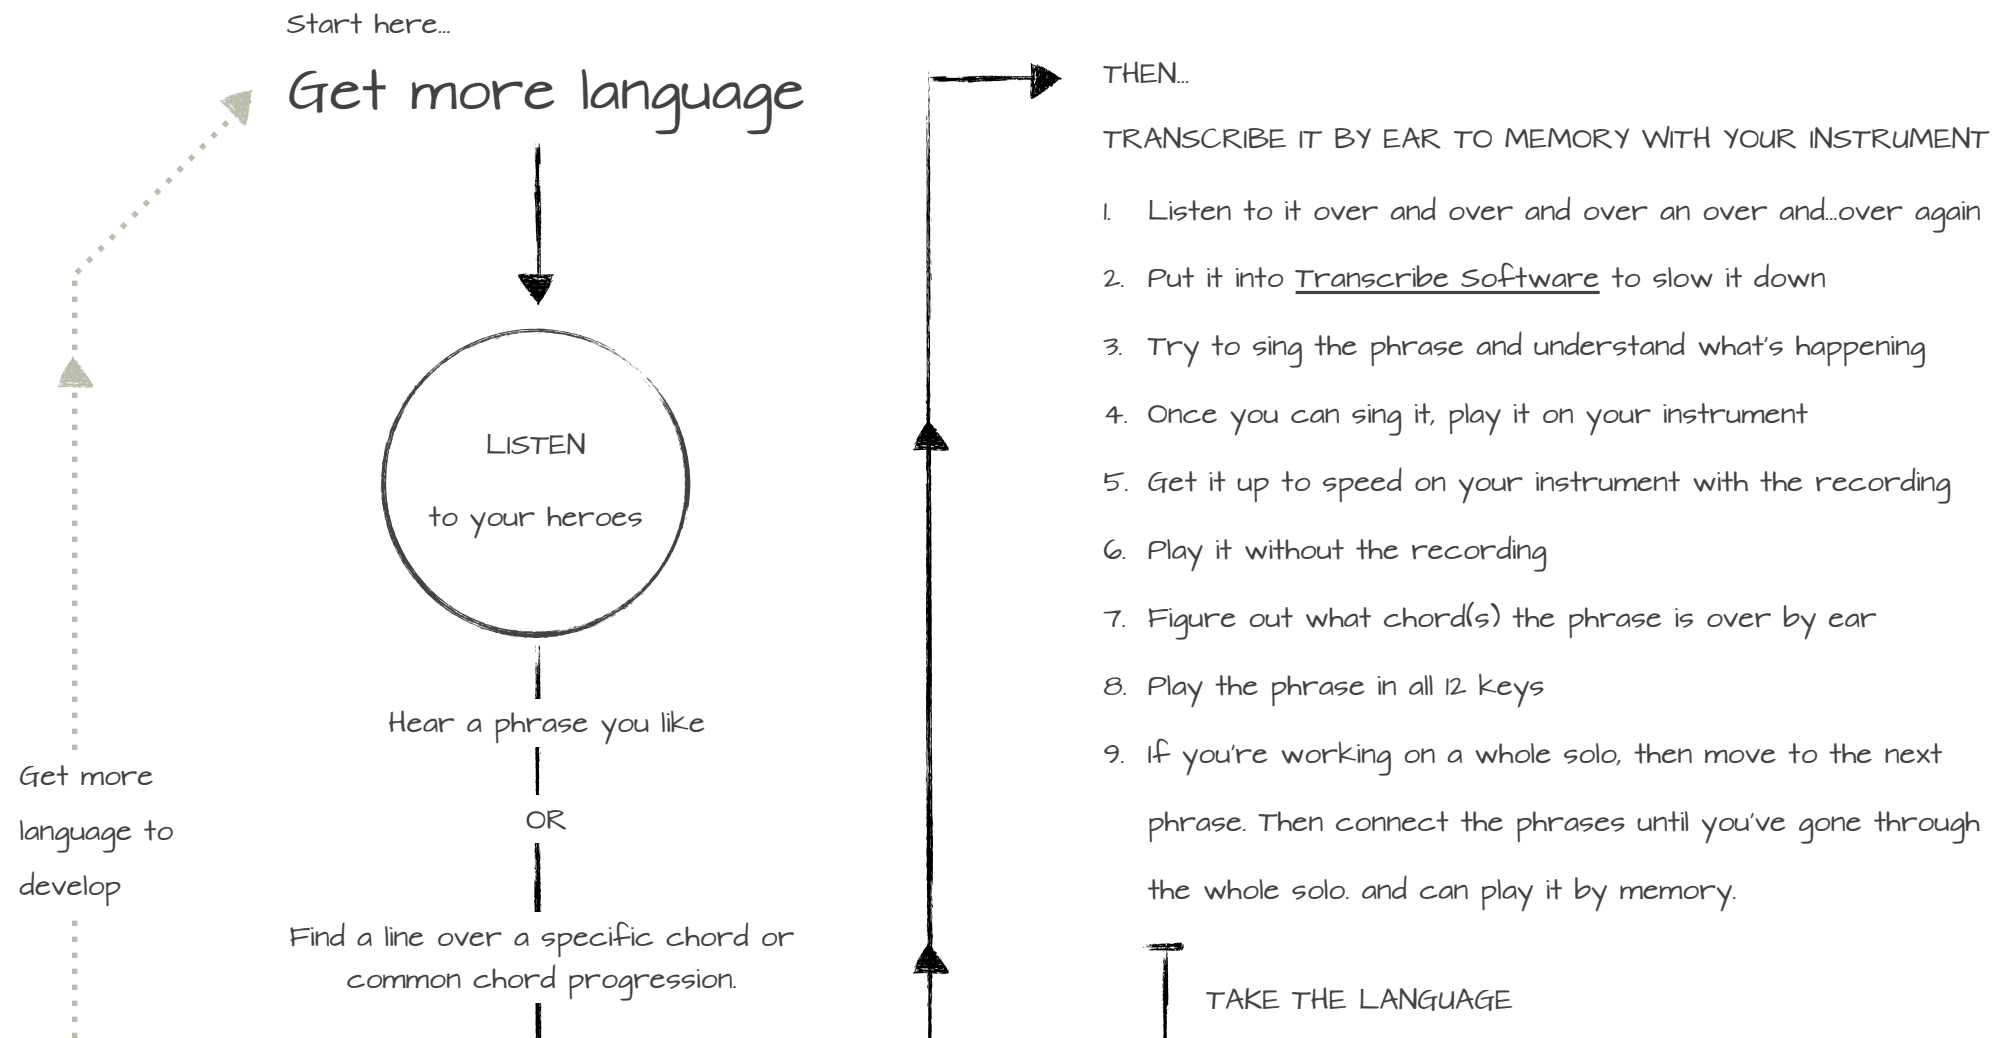 Start here...
Get more language
LISTEN
to your heroes
Hear a phrase you like
OR
Find a line over a specific chord or
common chord progression.
Get more
language to
develop
THEN...
TRANSCRIBE IT BY EAR TO MEMORY WITH YOUR INSTRUMENT
1. Listen to it over and over and over an over and...over again
2. Put it into Transcribe Software to slow it down
3. Try to sing the phrase and understand what's happening
4. Once you can sing it, play it on your instrument
5. Get it up to speed on your instrument with the recording
6. Play it without the recording
7. Figure out what chord(s) the phrase is over by ear
8. Play the phrase in all 12 keys
9. If you're working on a whole solo, then move to the next
phrase. Then connect the phrases until you've gone through
the whole solo. and can play it by memory.
TAKE THE LANGUAGE